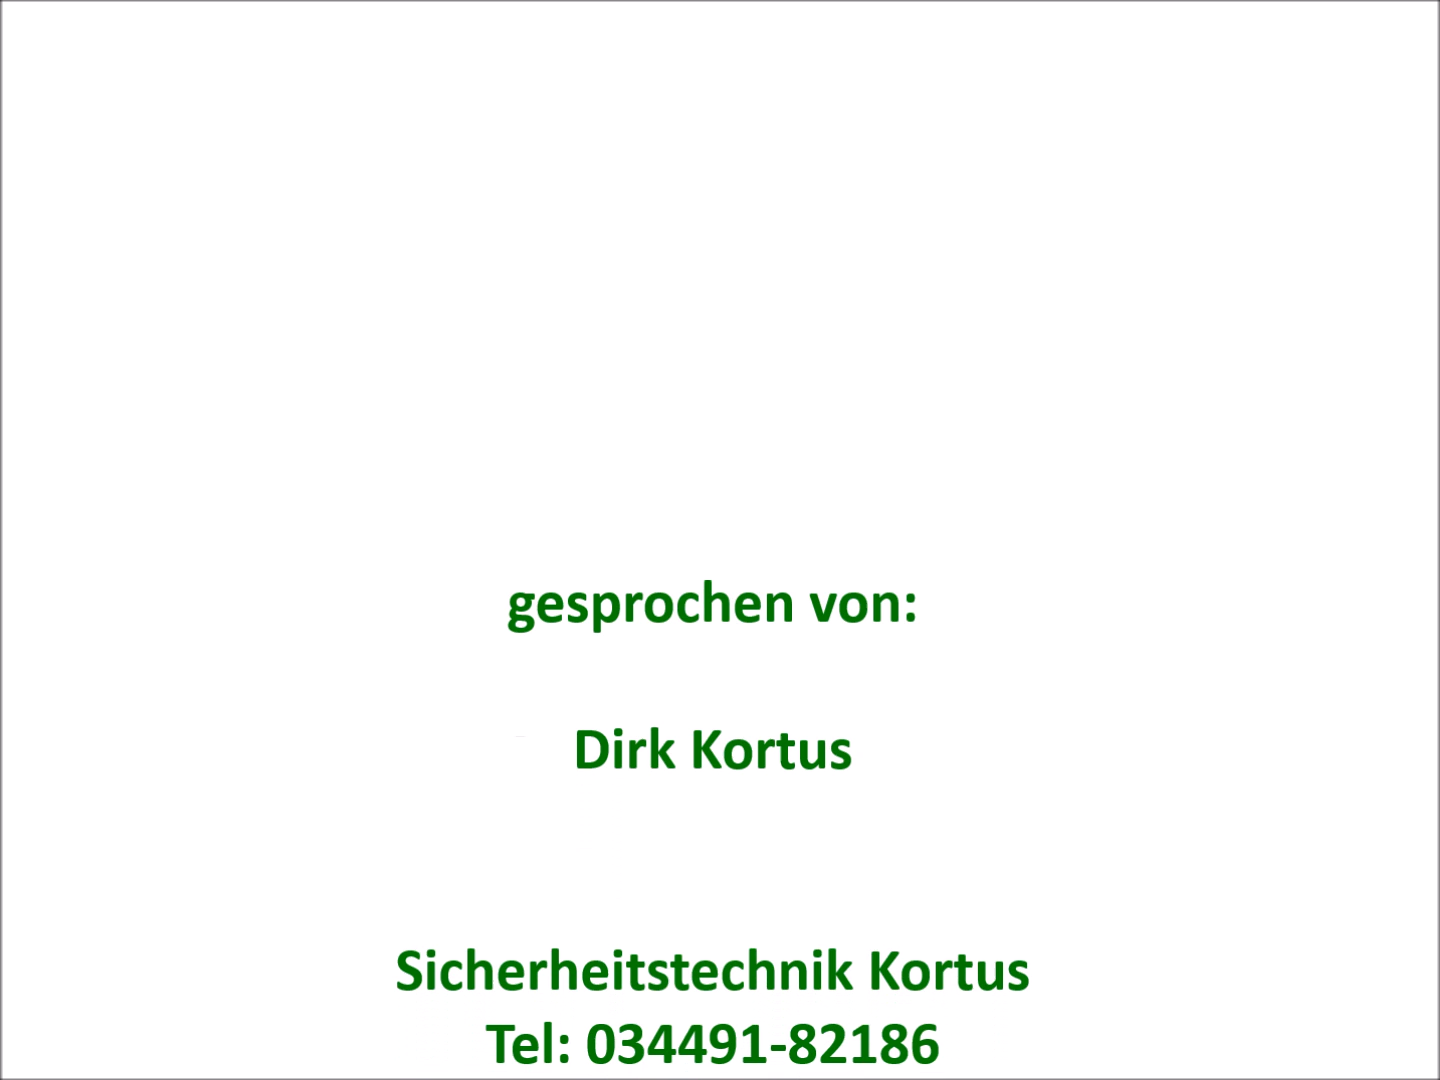 gesprochen von:
Dirk Kortus
Sicherheitstechnik Kortus
Tel: 034491-82186